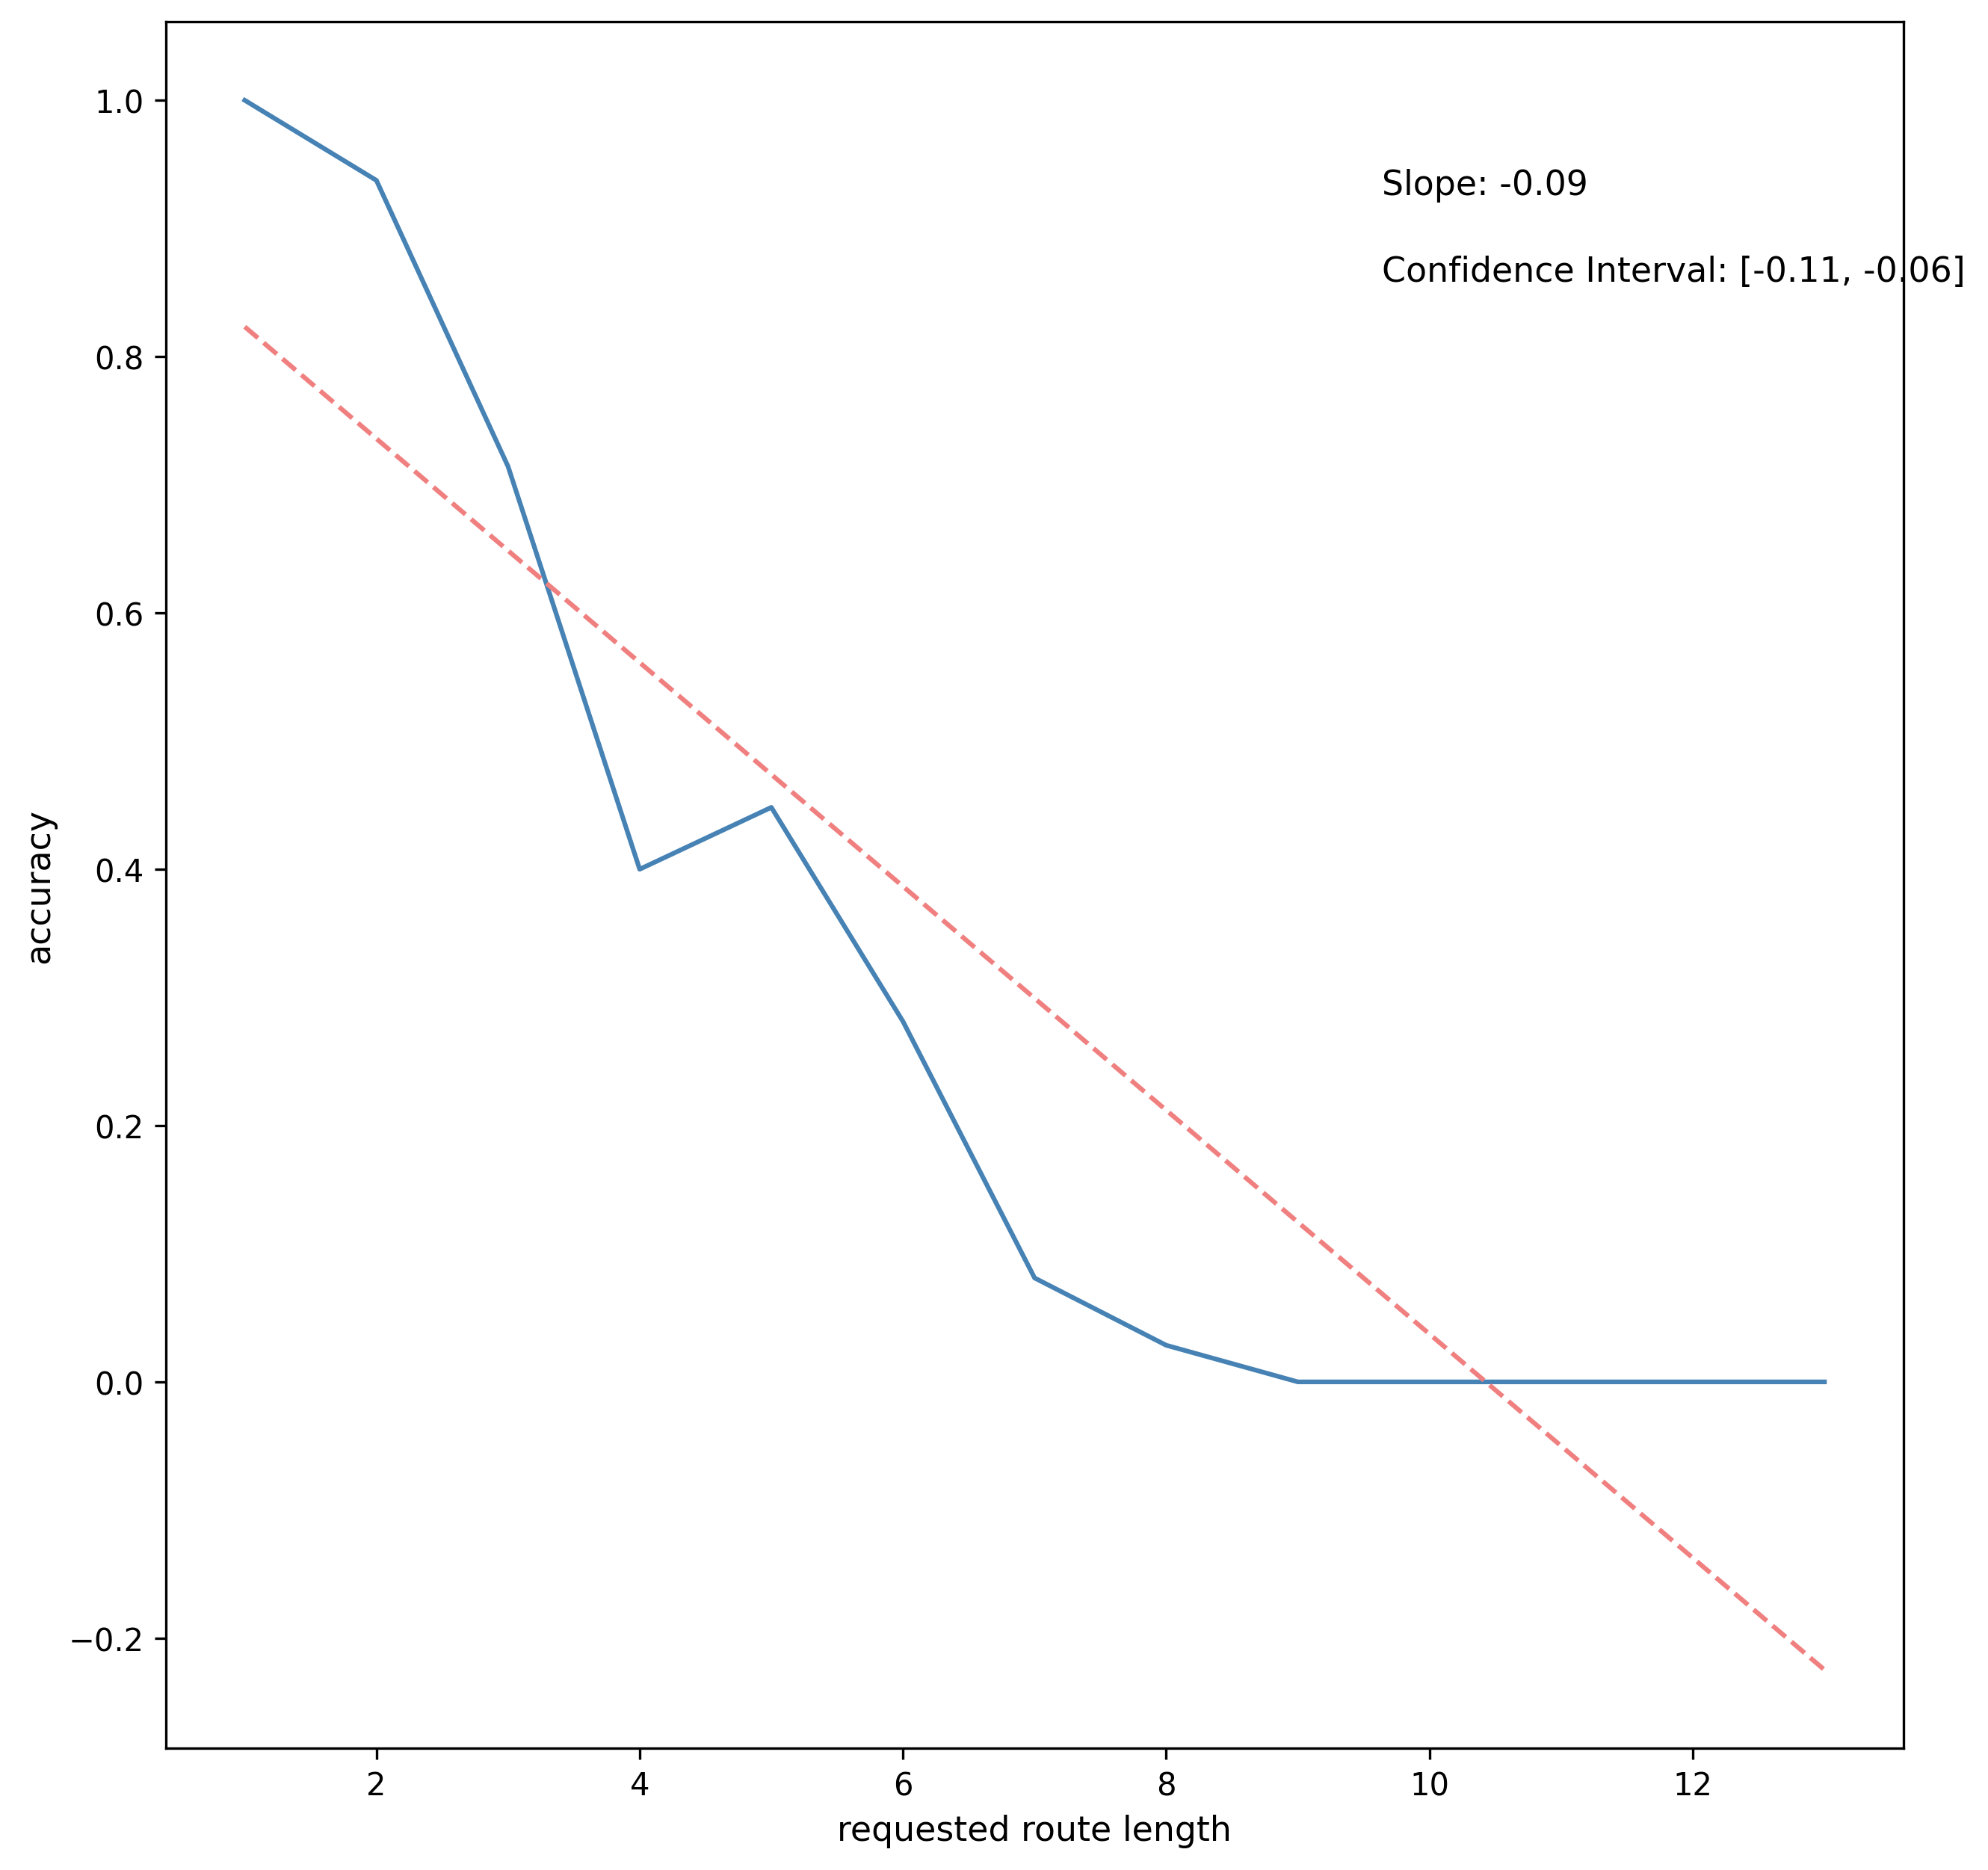 1.0
0.8
0.6
0.4
0.2
0.0
−0.2
accuracy
Slope: -0.09
Confidence Interval: [-0.11, -0.06]
2 4 6 8 10 12
requested route length